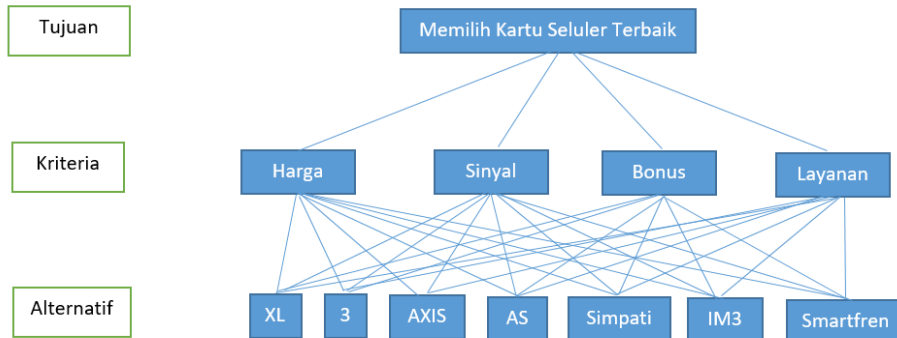 Tujuan
Memilih Kartu Seluler Terbaik
Kriteria
Harga
Sinyal
Bonus
Layanan
Alternatif
XL
3
AXIS
AS
Simpati
IM3
Smartfren